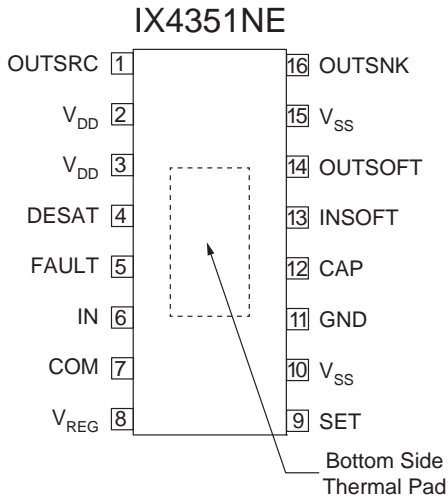 IX4351NE
OUTSRC 1 16 OUTSNK
VDD 2 15 VSS
VDD 3 14 OUTSOFT
DESAT 4 13 INSOFT
FAULT 5 12 CAP
IN 6 11 GND
COM 7 10 VSS
VREG 8 9 SET
Bottom Side
Thermal Pad